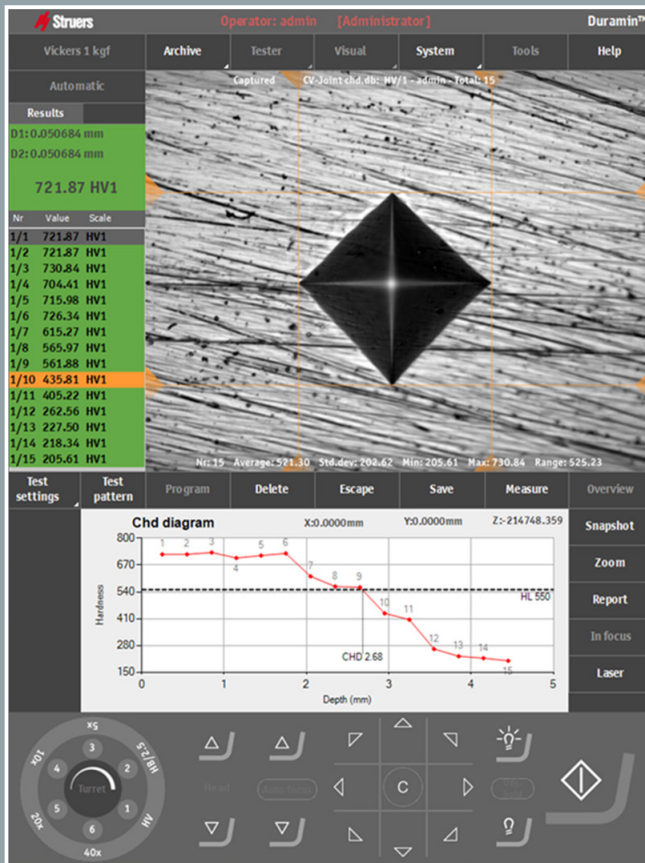 Struers
Operator: admin [Administrator]
Duramin™
Vickers 1 kgf
Archive
Tester
Visual
System
Tools
Help
Automatic
Captured CV-Joint chd.db: HV/1 - admin - Total: 15
Results
D1: 0.050684 mm
D2: 0.050684 mm
721.87 HV1
Nr Value Scale
1/1 721.87 HV1
1/2 721.87 HV1
1/3 730.84 HV1
1/4 704.41 HV1
1/5 715.98 HV1
1/6 726.34 HV1
1/7 615.27 HV1
1/8 565.97 HV1
1/9 561.88 HV1
1/10 435.81 HV1
1/11 405.22 HV1
1/12 262.56 HV1
1/13 227.50 HV1
1/14 218.34 HV1
1/15 205.61 HV1
Nr: 15 Average: 521.30 Std.dev: 202.62 Min: 205.61 Max: 730.84 Range: 525.23
Test
settings
Test
pattern
Program
Delete
Escape
Save
Measure
Overview
Chd diagram
X:0.0000mm
Y:0.0000mm
Z:-214748.359
Snapshot
Zoom
Report
In focus
Laser
Hardness
800
670
540
410
280
150
1
2
3
4
5
6
7
8
9
10
11
12
13
14
15
HL 550
CHD 2.68
0
1
2
3
4
5
Depth (mm)
5x
10x
HB/2.5
20x
HV
40x
3
4
2
Turret
5
1
6
Read
Auto focus
C